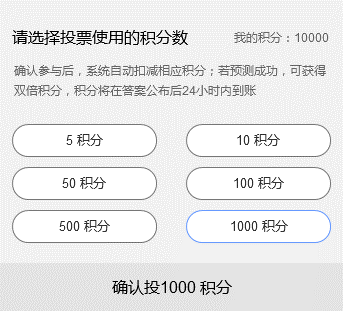 请选择投票使用的积分数 我的积分：10000
确认参与后，系统自动扣减相应积分；若预测成功，可获得
双倍积分，积分将在答案公布后24小时内到账
5 积分 10 积分
50 积分 100 积分
500 积分 1000 积分
确认投1000 积分